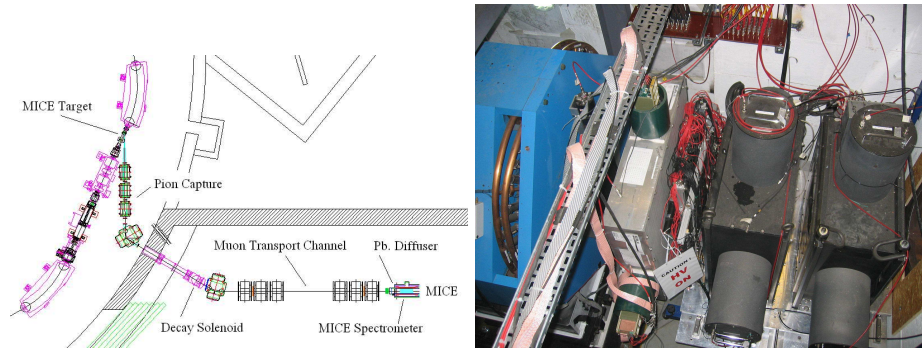 MICE Target
Pion Capture
Muon Transport Channel
Pb. Diffuser
MICE
Decay Solenoid
MICE Spectrometer
CAUTION
HV
ON